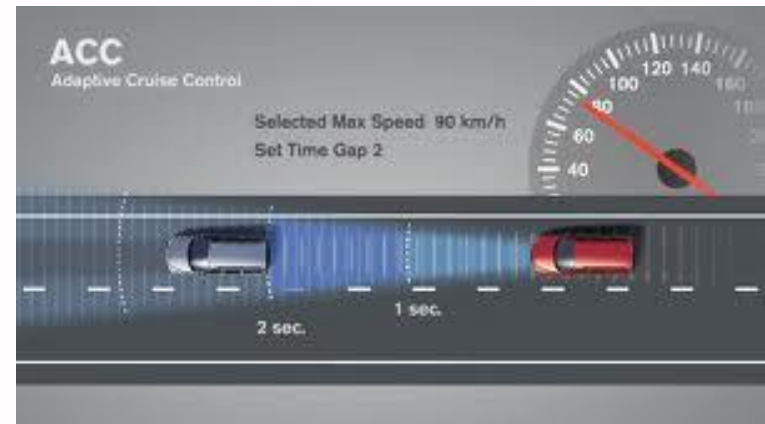 ACC
Adaptive Cruise Control
Selected Max Speed 90 km/h
Set Time Gap 2
40
60
80
100
120
140
160
2 sec.
1 sec.